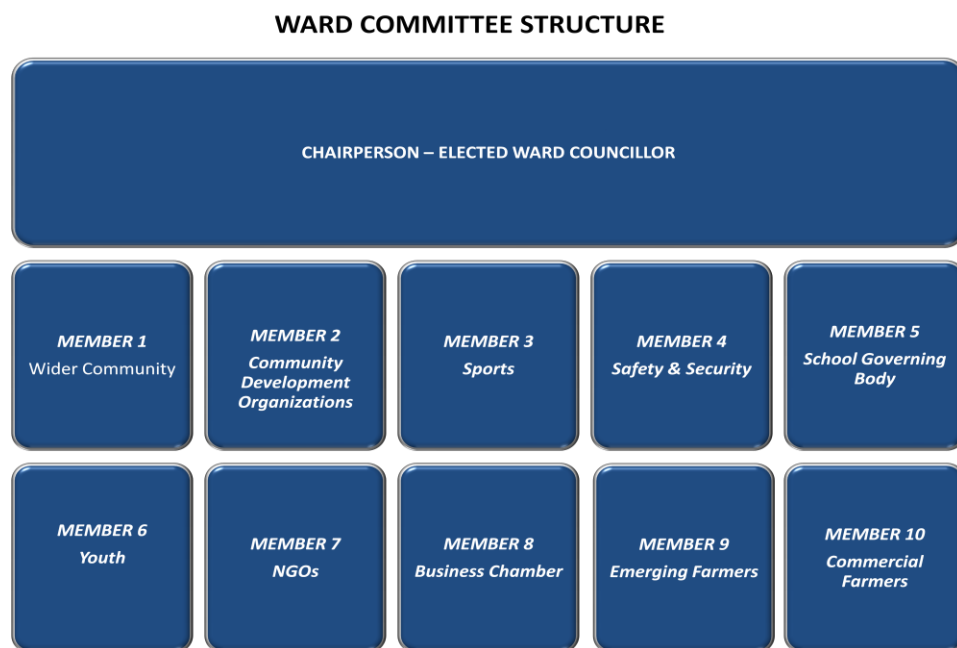 WARD COMMITTEE STRUCTURE
CHAIRPERSON – ELECTED WARD COUNCILLOR
MEMBER 1
Wider Community
MEMBER 2
Community
Development
Organizations
MEMBER 3
Sports
MEMBER 4
Safety & Security
MEMBER 5
School Governing
Body
MEMBER 6
Youth
MEMBER 7
NGOs
MEMBER 8
Business Chamber
MEMBER 9
Emerging Farmers
MEMBER 10
Commercial
Farmers